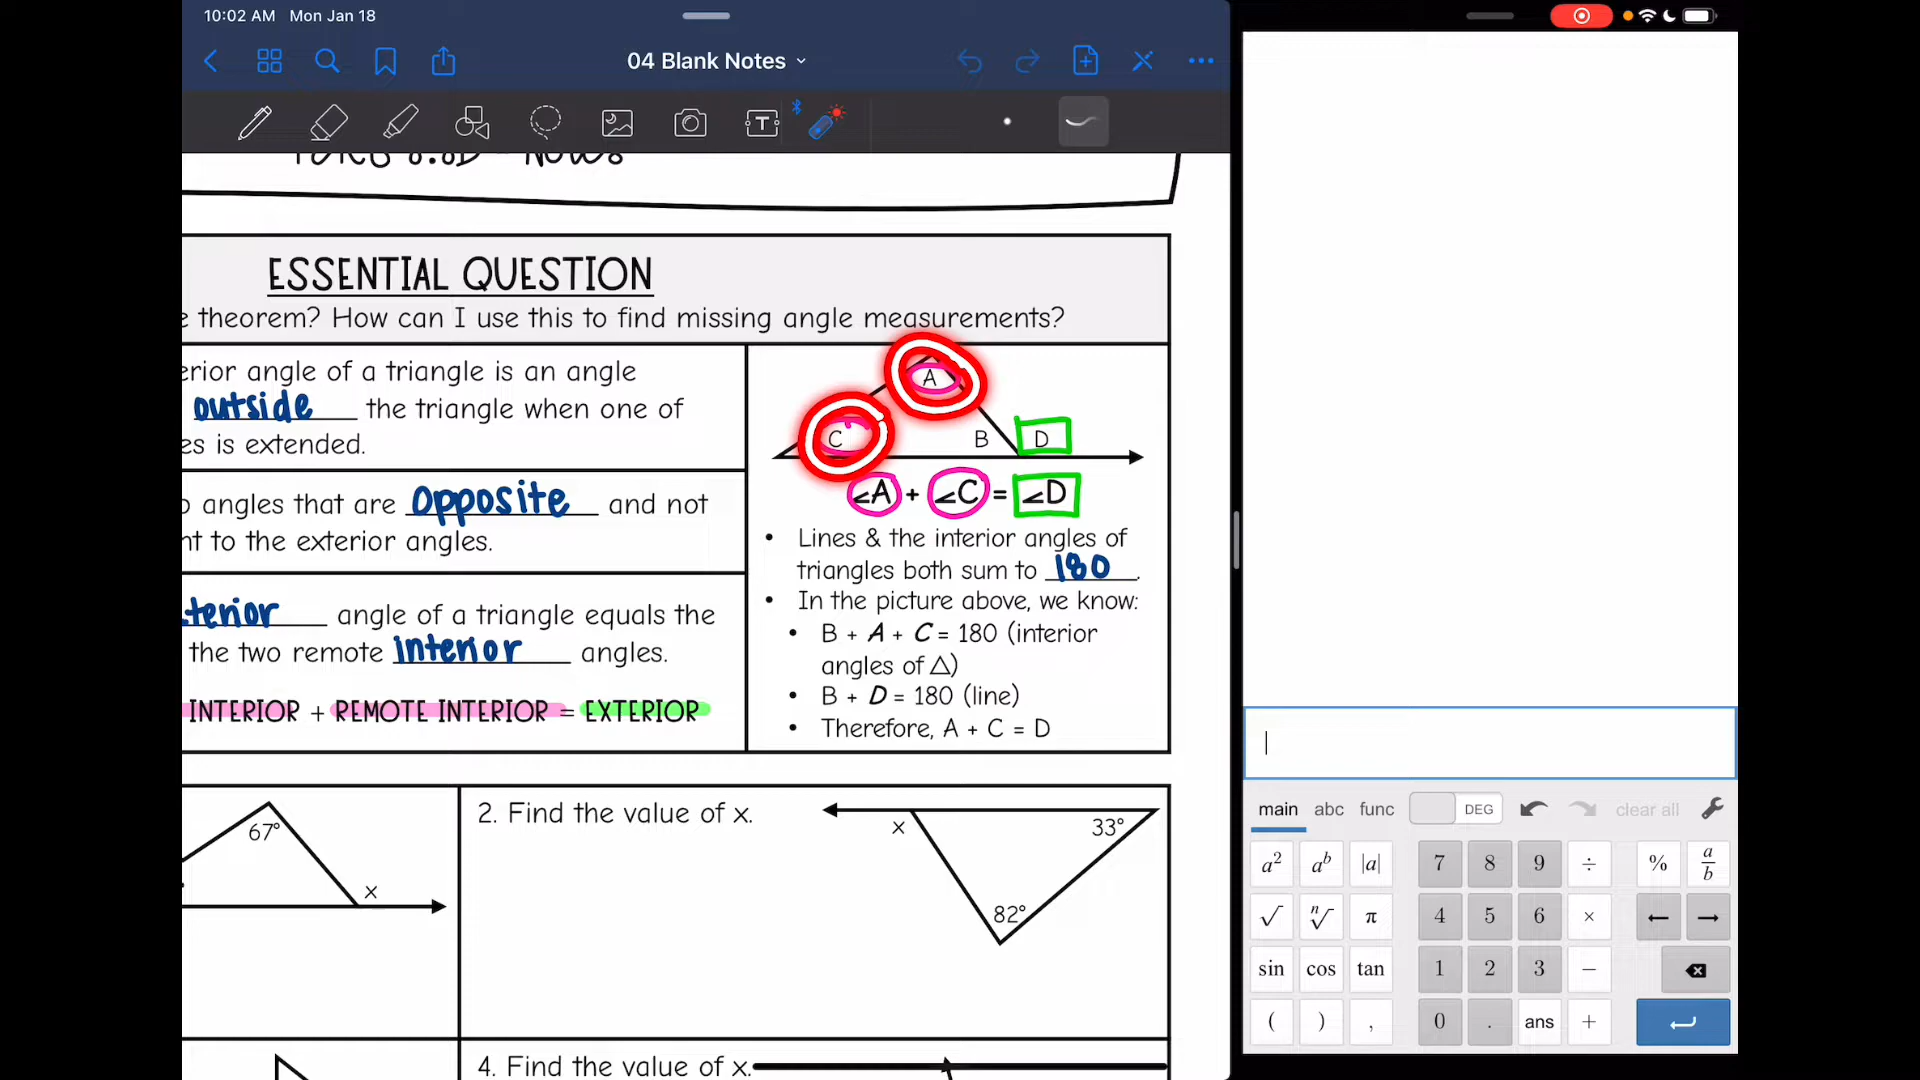 10:02 AM Mon Jan 18
04 Blank Notes
T
Notes
ESSENTIAL QUESTION
e theorem? How can I use this to find missing angle measurements?
erior angle of a triangle is an angle
outside the triangle when one of
es is extended.
o angles that are opposite and not
nt to the exterior angles.
terior angle of a triangle equals the
the two remote interior angles.
INTERIOR + REMOTE INTERIOR = EXTERIOR
A
C B D
∠A + ∠C = ∠D
• Lines & the interior angles of
triangles both sum to 180.
• In the picture above, we know:
• B + A + C = 180 (interior
angles of △)
• B + D = 180 (line)
• Therefore, A + C = D
67°
x
2. Find the value of x.
x 33°
82°
4. Find the value of x.
main abc func DEG clear all
a² aᵇ |a| 7 8 9 ÷ % a/b
√ ⁿ√ π 4 5 6 × ← →
sin cos tan 1 2 3 −
( ) , 0 . ans +